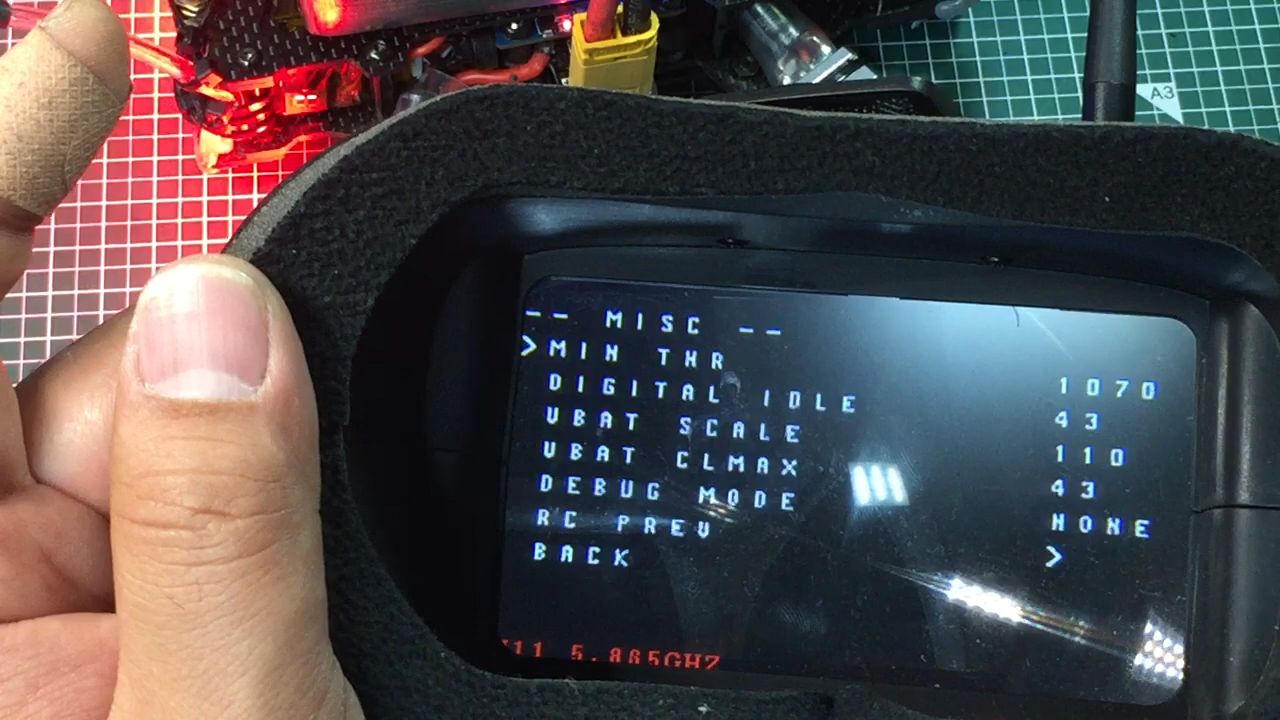 A3
-- MISC --
>MIN THR 1070
DIGITAL IDLE 43
VBAT SCALE 110
VBAT CLMAX 43
DEBUG MODE NONE
RC PREV >
BACK
5.865GHZ